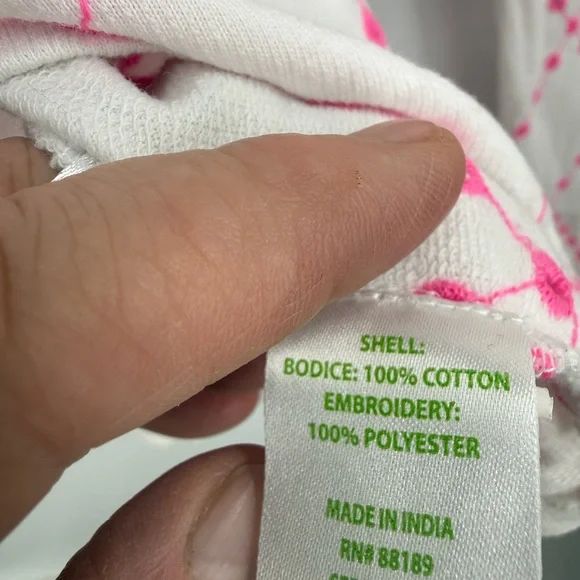 SHELL:
BODICE: 100% COTTON
EMBROIDERY:
100% POLYESTER
MADE IN INDIA
RN# 88189